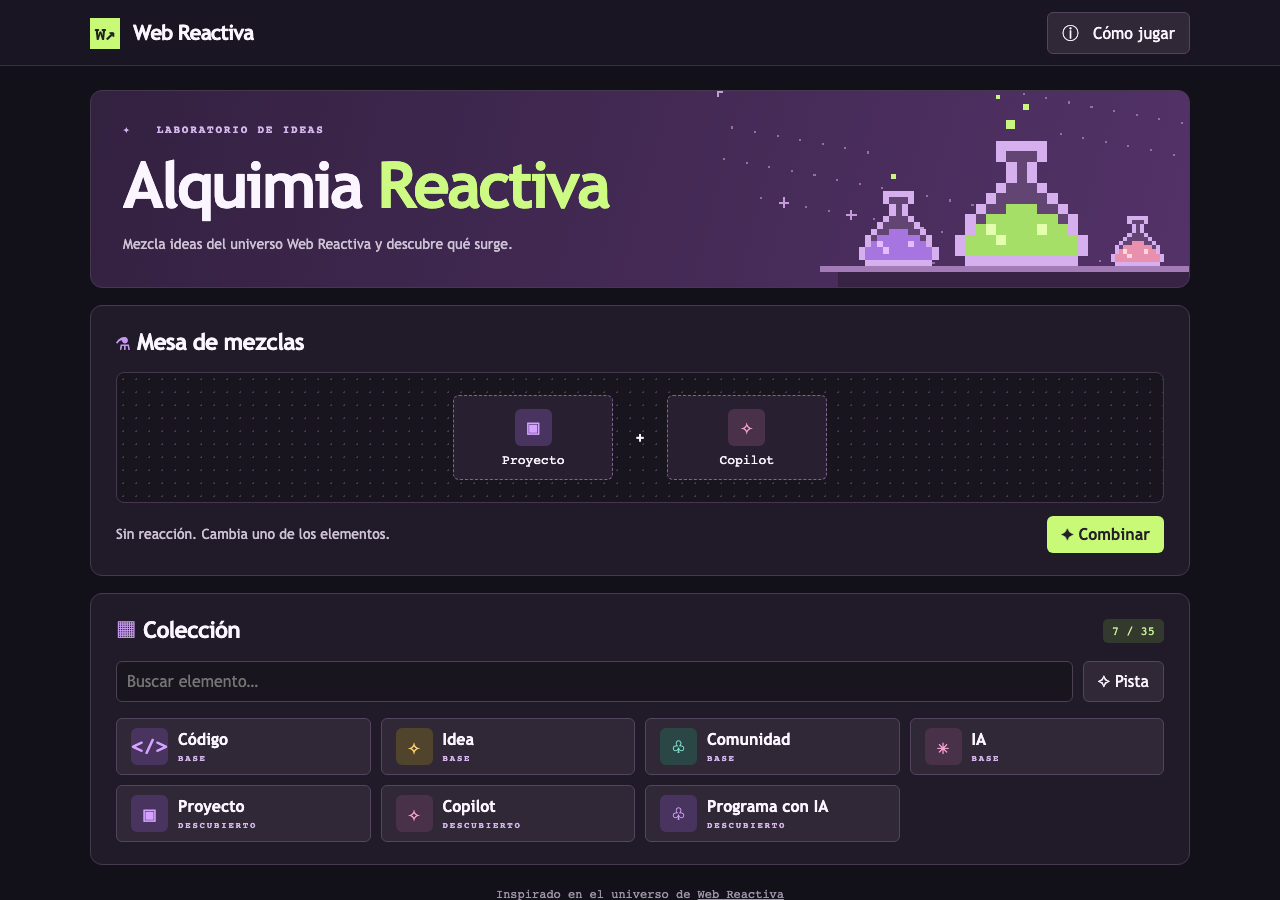 W↗ Web Reactiva
ⓘ Cómo jugar
✦ LABORATORIO DE IDEAS
Alquimia Reactiva
Mezcla ideas del universo Web Reactiva y descubre qué surge.
⚗ Mesa de mezclas
Proyecto + Copilot
Sin reacción. Cambia uno de los elementos.
✦ Combinar
▦ Colección
7 / 35
Buscar elemento…
✧ Pista
</> Código
BASE
Idea
BASE
Comunidad
BASE
IA
BASE
Proyecto
DESCUBIERTO
Copilot
DESCUBIERTO
Programa con IA
DESCUBIERTO
Inspirado en el universo de Web Reactiva